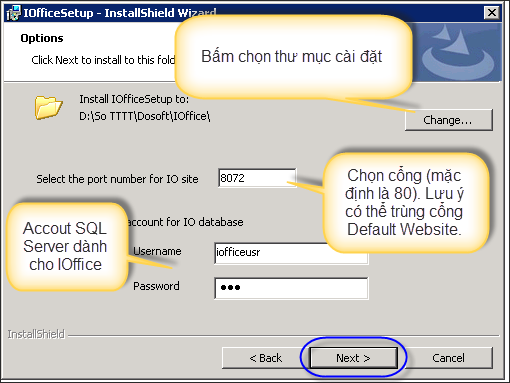 IOfficeSetup - InstallShield Wizard
Options
Click Next to install to this fold
Bấm chọn thư mục cài đặt
Install IOfficeSetup to:
D:\So TTTT\Dosoft\IOffice\
Change...
Select the port number for IO site
8072
Chọn cổng (mặc
định là 80). Lưu ý
có thể trùng cổng
Default Website.
Accout SQL
Server dành
cho IOffice
account for IO database
Username
iofficeusr
Password
InstallShield
< Back
Next >
Cancel